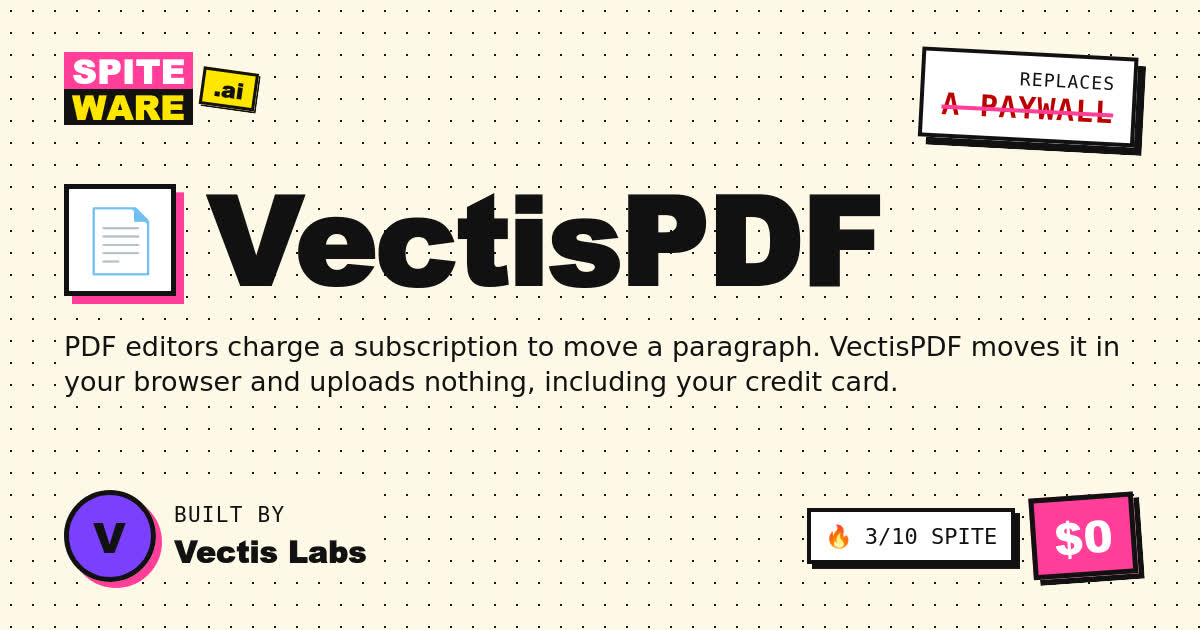 SPITE
WARE
.ai
REPLACES
A PAYWALL
VectisPDF
PDF editors charge a subscription to move a paragraph. VectisPDF moves it in
your browser and uploads nothing, including your credit card.
V
BUILT BY
Vectis Labs
3/10 SPITE
$0